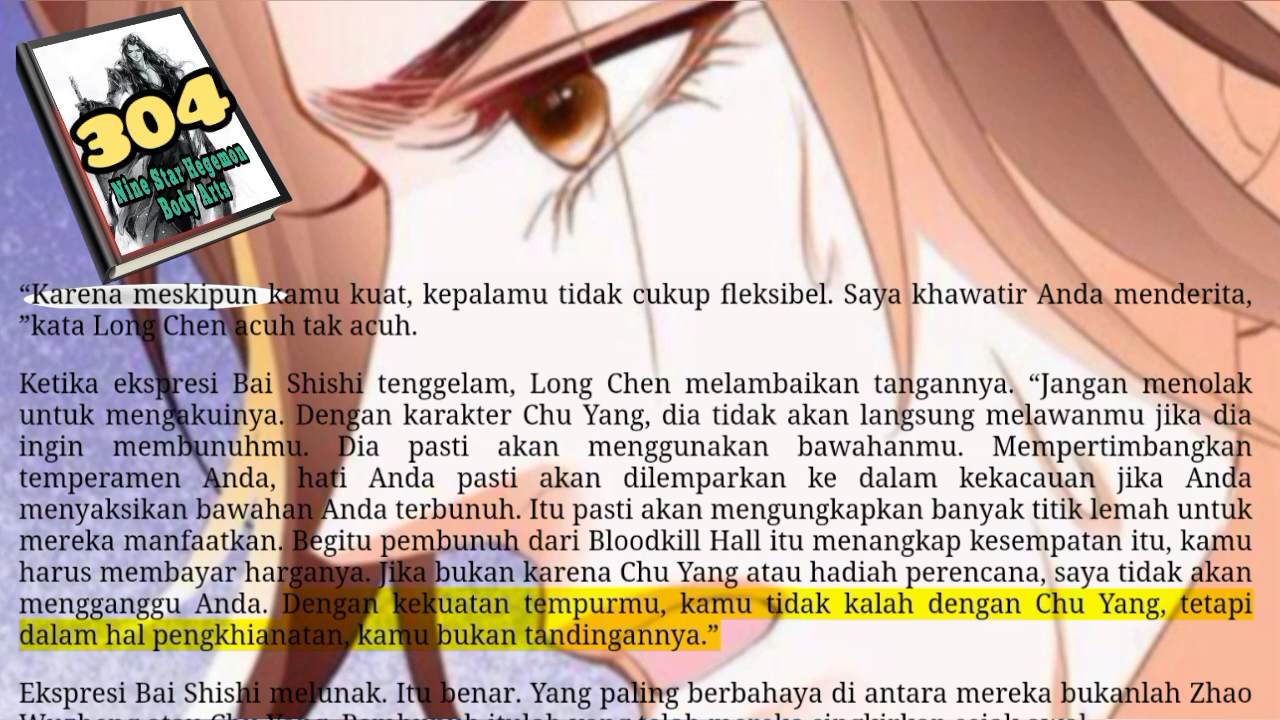 304
Nine Star Hegemon
Body Arts
“Karena meskipun kamu kuat, kepalamu tidak cukup fleksibel. Saya khawatir Anda menderita,
”kata Long Chen acuh tak acuh.
Ketika ekspresi Bai Shishi tenggelam, Long Chen melambaikan tangannya. “Jangan menolak
untuk mengakuinya. Dengan karakter Chu Yang, dia tidak akan langsung melawanmu jika dia
ingin membunuhmu. Dia pasti akan menggunakan bawahanmu. Mempertimbangkan
temperamen Anda, hati Anda pasti akan dilemparkan ke dalam kekacauan jika Anda
menyaksikan bawahan Anda terbunuh. Itu pasti akan mengungkapkan banyak titik lemah untuk
mereka manfaatkan. Begitu pembunuh dari Bloodkill Hall itu menangkap kesempatan itu, kamu
harus membayar harganya. Jika bukan karena Chu Yang atau hadiah perencana, saya tidak akan
mengganggu Anda. Dengan kekuatan tempurmu, kamu tidak kalah dengan Chu Yang, tetapi
dalam hal pengkhianatan, kamu bukan tandingannya.”
Ekspresi Bai Shishi melunak. Itu benar. Yang paling berbahaya di antara mereka bukanlah Zhao